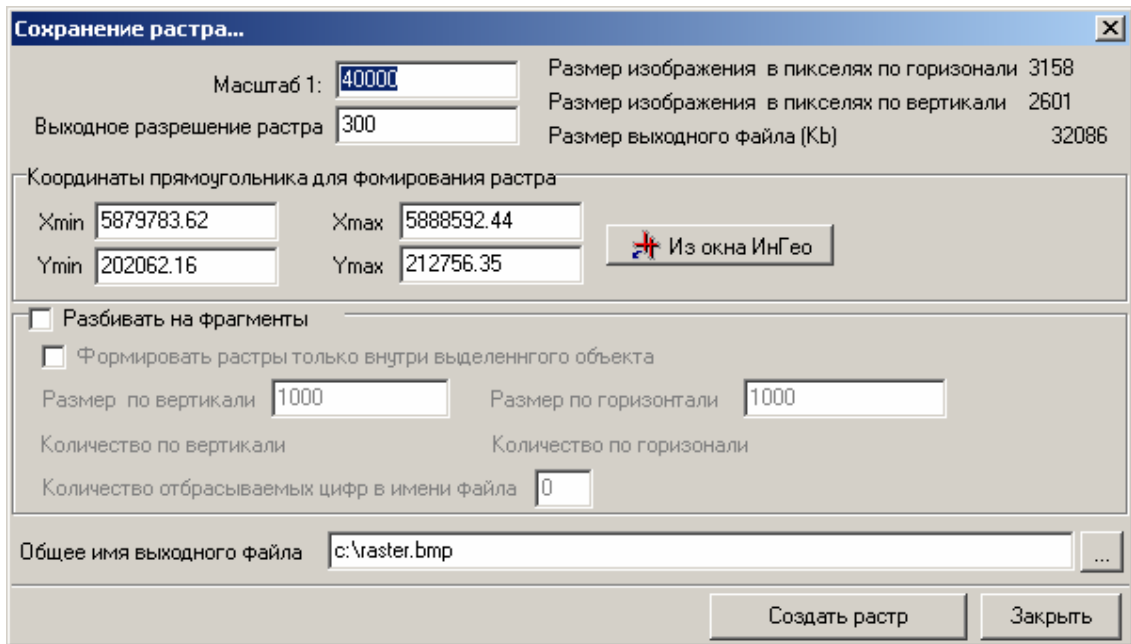 Сохранение растра...
Масштаб 1: 40000
Размер изображения в пикселях по горизонали 3158
Размер изображения в пикселях по вертикали 2601
Выходное разрешение растра 300
Размер выходного файла (Kb) 32086
Координаты прямоугольника для фомирования растра
Xmin 5879783.62 Xmax 5888592.44
Из окна ИнГео
Ymin 202062.16 Ymax 212756.35
Разбивать на фрагменты
Формировать растры только внутри выделеннгого объекта
Размер по вертикали 1000 Размер по горизонтали 1000
Количество по вертикали Количество по горизонали
Количество отбрасываемых цифр в имени файла 0
Общее имя выходного файла c:\raster.bmp ...
Создать растр Закрыть